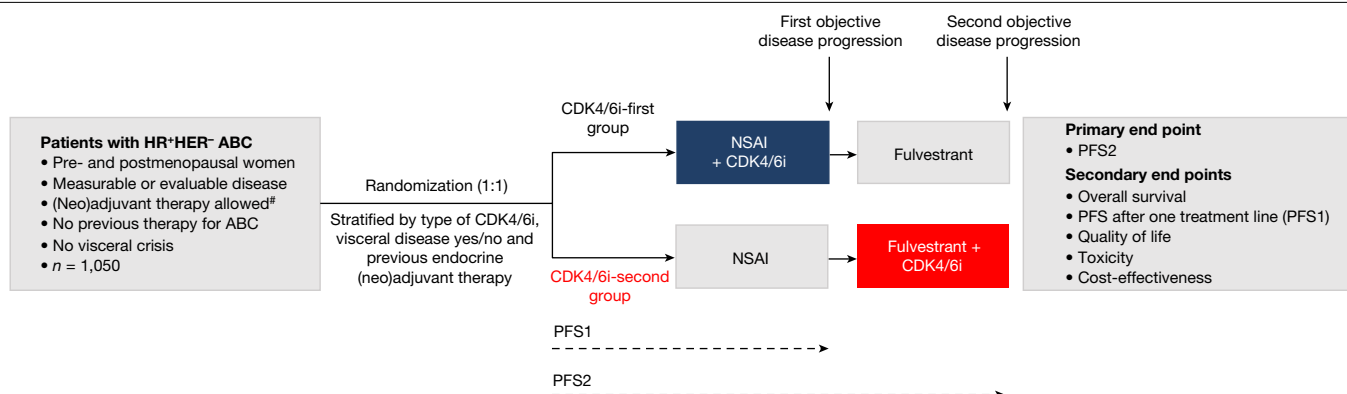 First objective
disease progression
Second objective
disease progression
CDK4/6i-first
group
Patients with HR⁺HER⁻ ABC
• Pre- and postmenopausal women
• Measurable or evaluable disease
• (Neo)adjuvant therapy allowed#
• No previous therapy for ABC
• No visceral crisis
• n = 1,050
Randomization (1:1)
Stratified by type of CDK4/6i,
visceral disease yes/no and
previous endocrine
(neo)adjuvant therapy
NSAI
+ CDK4/6i
Fulvestrant
NSAI
Fulvestrant +
CDK4/6i
CDK4/6i-second
group
Primary end point
• PFS2
Secondary end points
• Overall survival
• PFS after one treatment line (PFS1)
• Quality of life
• Toxicity
• Cost-effectiveness
PFS1
PFS2